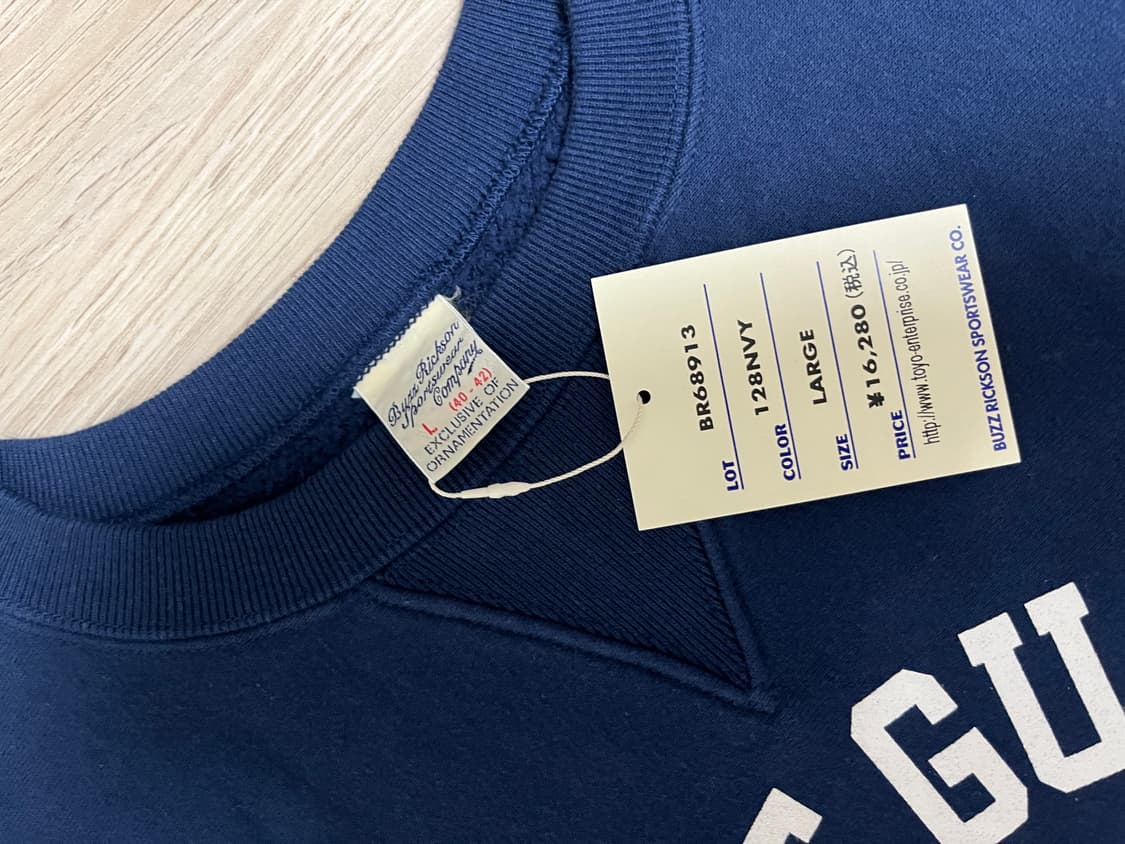 Buzz Rickson
Sportswear
Company
L (40 - 42)
EXCLUSIVE OF
ORNAMENTATION
LOT BR68913
COLOR 128NVY
SIZE LARGE
PRICE ¥16,280 (税込)
http://www.toyo-enterprise.co.jp/
BUZZ RICKSON SPORTSWEAR CO.
GU